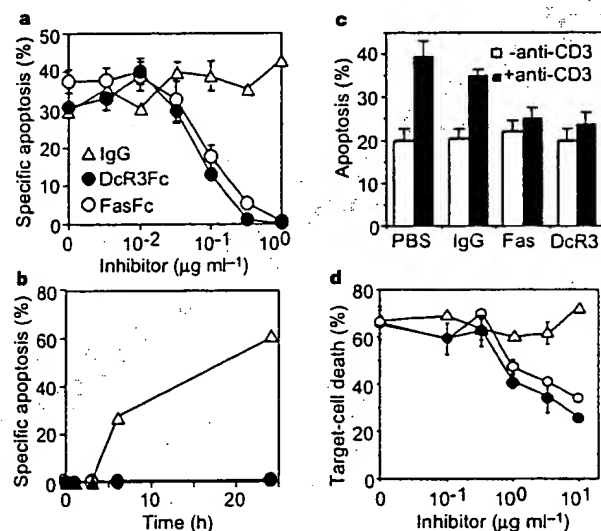 a
Specific apoptosis (%)
50
40
30
20
10
0
△ IgG
● DcR3Fc
○ FasFc
0 10⁻² 10⁻¹ 10⁰
Inhibitor (μg ml⁻¹)
b
Specific apoptosis (%)
80
60
40
20
0
0 10 20
Time (h)
c
Apoptosis (%)
40
30
20
10
0
□ -anti-CD3
■ +anti-CD3
PBS IgG Fas DcR3
d
Target-cell death (%)
80
60
40
20
0
0 10⁻¹ 10⁰ 10¹
Inhibitor (μg ml⁻¹)